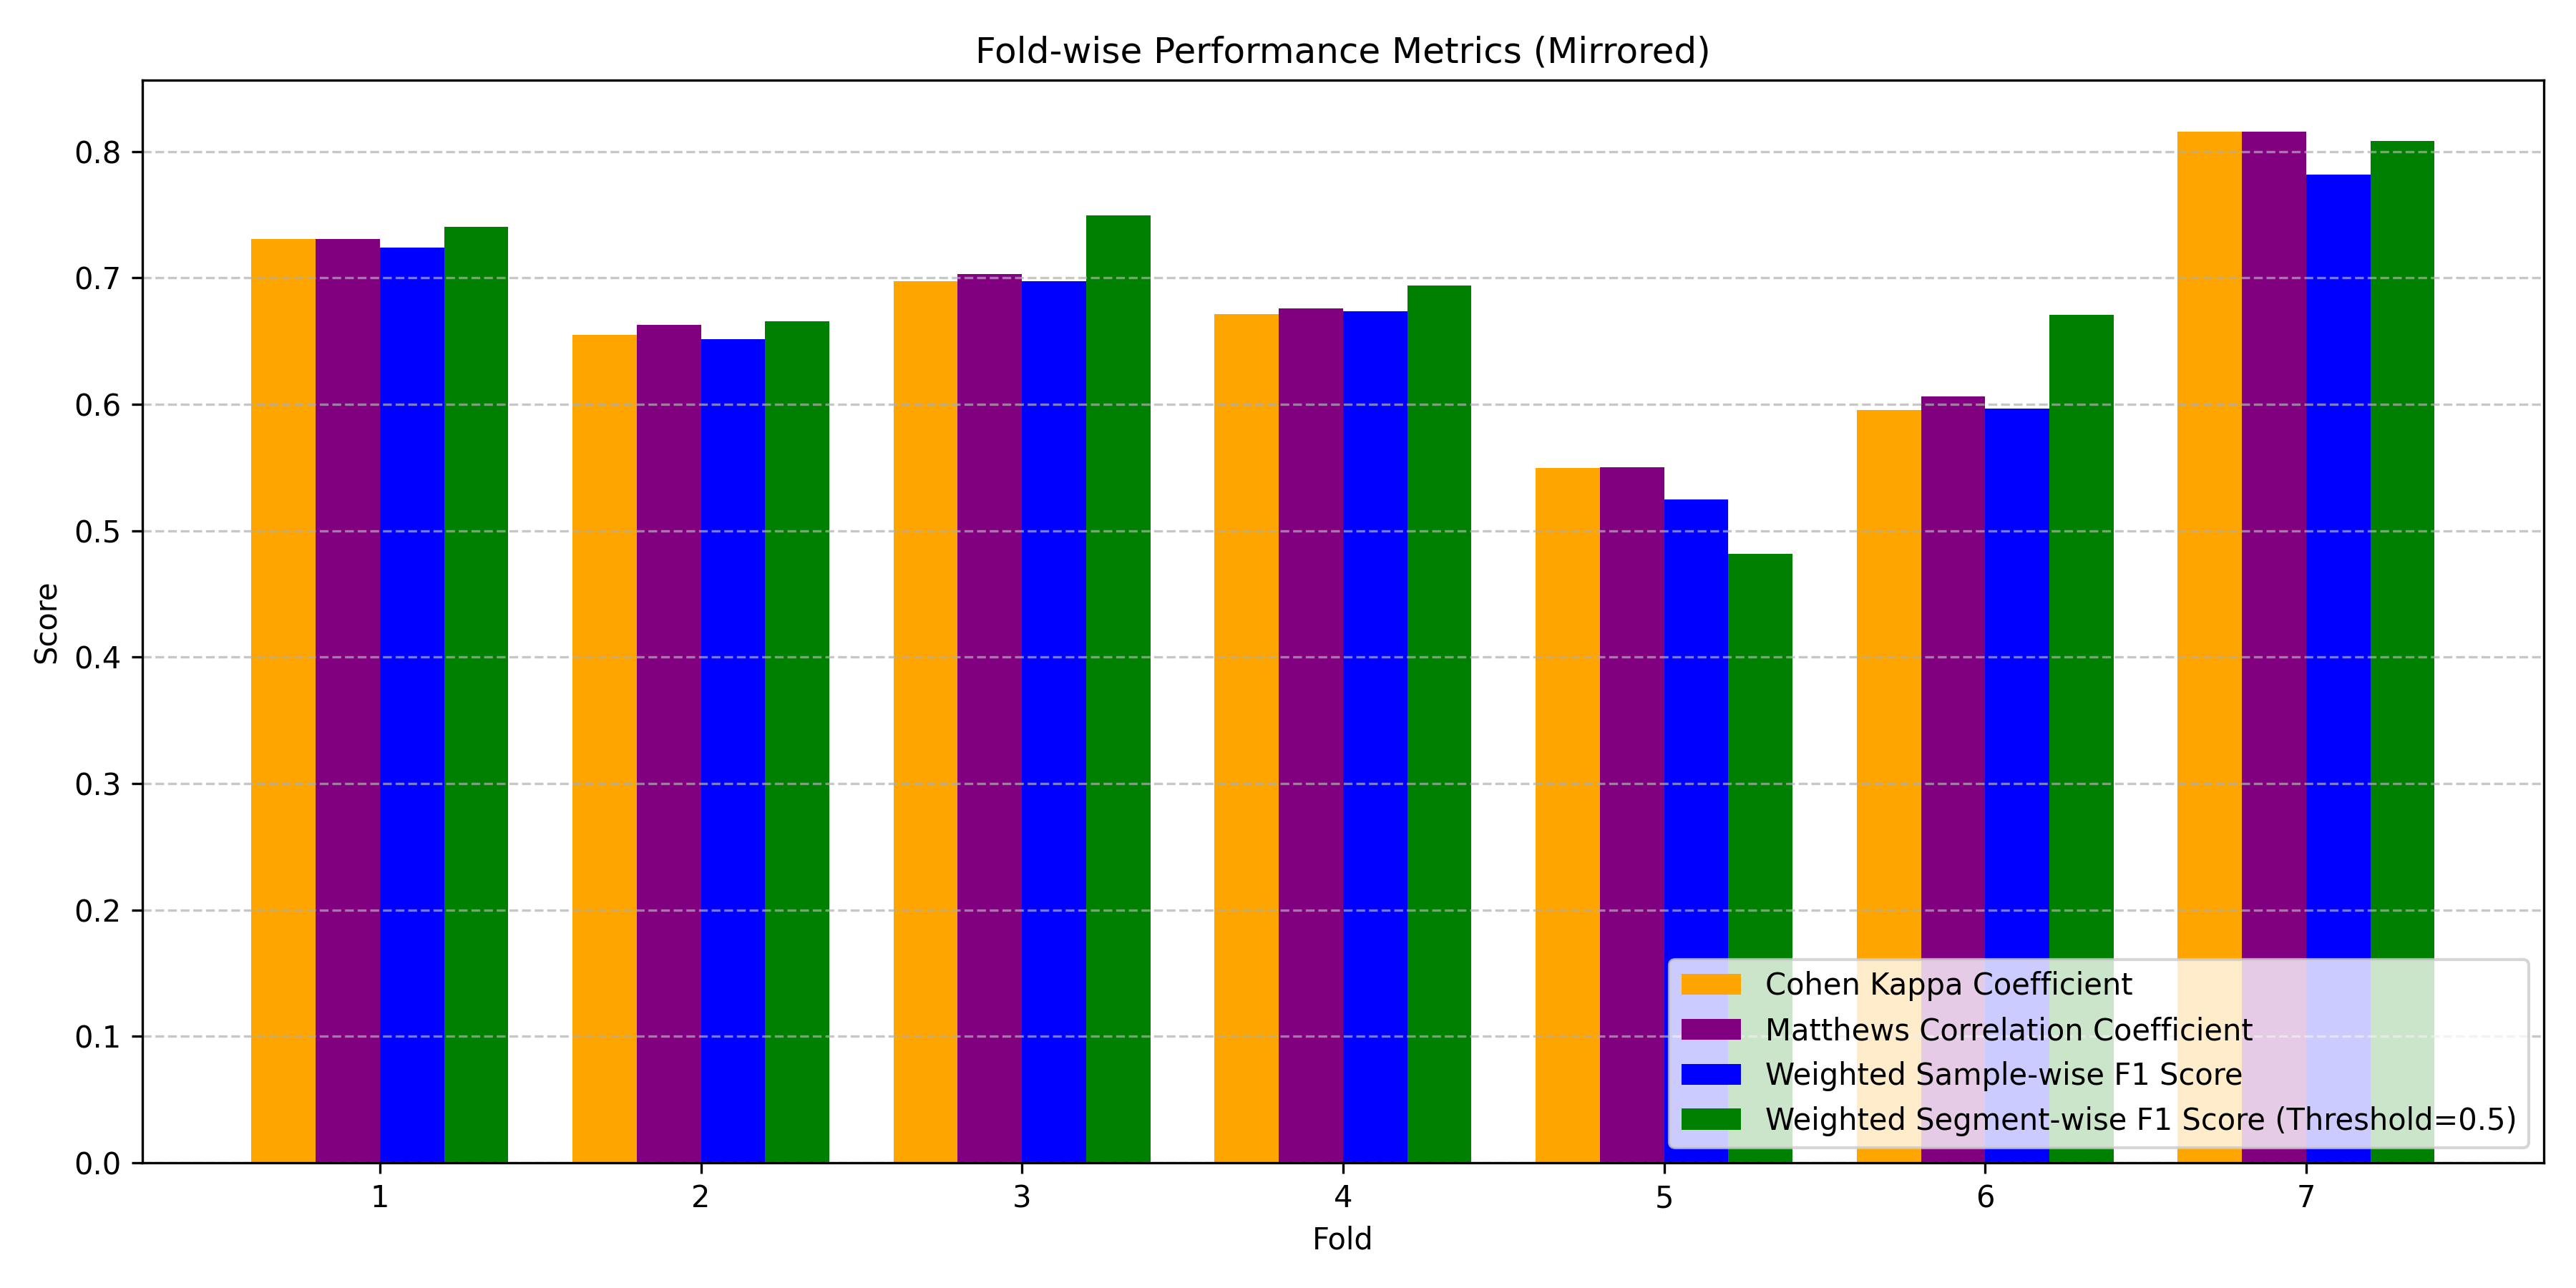 Fold-wise Performance Metrics (Mirrored)
0.8
0.7
0.6
0.5
0.4
0.3
0.2
0.1
0.0
Score
Cohen Kappa Coefficient
Matthews Correlation Coefficient
Weighted Sample-wise F1 Score
Weighted Segment-wise F1 Score (Threshold=0.5)
1 2 3 4 5 6 7
Fold